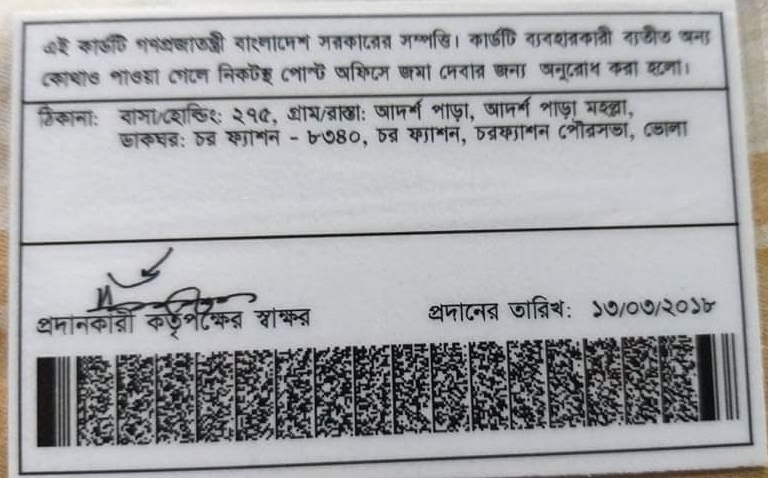 এই কার্ডটি গণপ্রজাতন্ত্রী বাংলাদেশ সরকারের সম্পত্তি। কার্ডটি ব্যবহারকারী ব্যতীত অন্য
কোথাও পাওয়া গেলে নিকটস্থ পোস্ট অফিসে জমা দেবার জন্য অনুরোধ করা হলো।
ঠিকানা: বাসা/হোল্ডিং: ২৭৫, গ্রাম/রাস্তা: আদর্শ পাড়া, আদর্শ পাড়া মহল্লা,
ডাকঘর: চর ফ্যাশন - ৮৩৪০, চর ফ্যাশন, চরফ্যাশন পৌরসভা, ভোলা
প্রদানকারী কর্তৃপক্ষের স্বাক্ষর প্রদানের তারিখ: ১৩/০৩/২০১৮